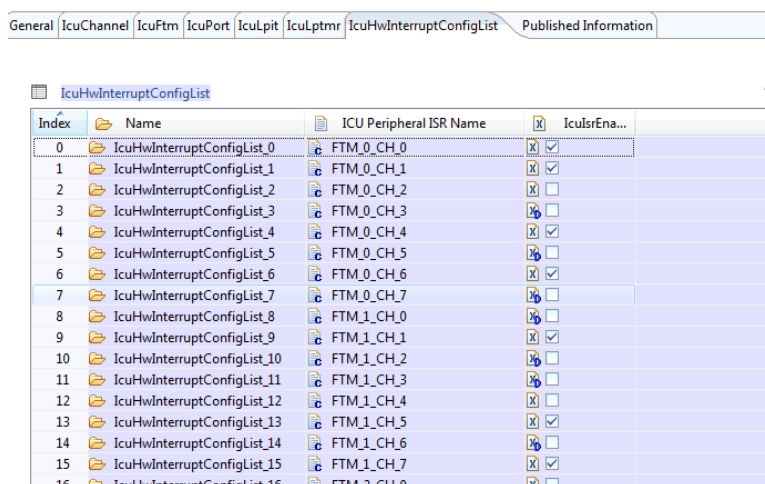 General IcuChannel IcuFtm IcuPort IcuLpit IcuLptmr IcuHwInterruptConfigList Published Information
IcuHwInterruptConfigList
Index Name ICU Peripheral ISR Name X IcuIsrEna...
0 IcuHwInterruptConfigList_0 FTM_0_CH_0
1 IcuHwInterruptConfigList_1 FTM_0_CH_1
2 IcuHwInterruptConfigList_2 FTM_0_CH_2
3 IcuHwInterruptConfigList_3 FTM_0_CH_3
4 IcuHwInterruptConfigList_4 FTM_0_CH_4
5 IcuHwInterruptConfigList_5 FTM_0_CH_5
6 IcuHwInterruptConfigList_6 FTM_0_CH_6
7 IcuHwInterruptConfigList_7 FTM_0_CH_7
8 IcuHwInterruptConfigList_8 FTM_1_CH_0
9 IcuHwInterruptConfigList_9 FTM_1_CH_1
10 IcuHwInterruptConfigList_10 FTM_1_CH_2
11 IcuHwInterruptConfigList_11 FTM_1_CH_3
12 IcuHwInterruptConfigList_12 FTM_1_CH_4
13 IcuHwInterruptConfigList_13 FTM_1_CH_5
14 IcuHwInterruptConfigList_14 FTM_1_CH_6
15 IcuHwInterruptConfigList_15 FTM_1_CH_7